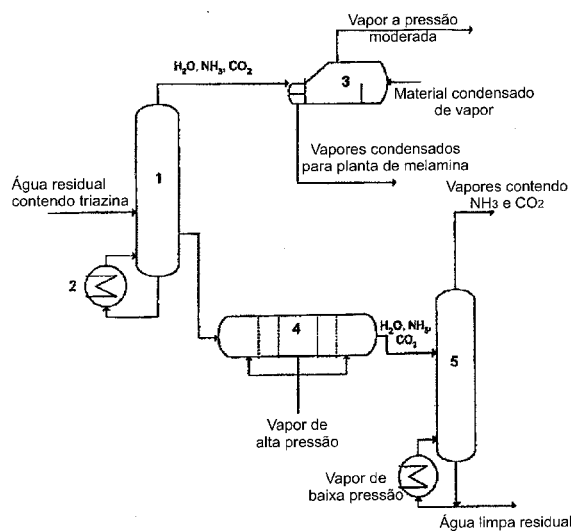 Vapor a pressão
moderada
H₂O, NH₃, CO₂
3
Material condensado
de vapor
Vapores condensados
para planta de melamina
1
Água residual
contendo triazina
2
Vapores contendo
NH3 e CO2
4
H₂O, NH₃,
CO₂
5
Vapor de
alta pressão
Vapor de
baixa pressão
Água limpa residual